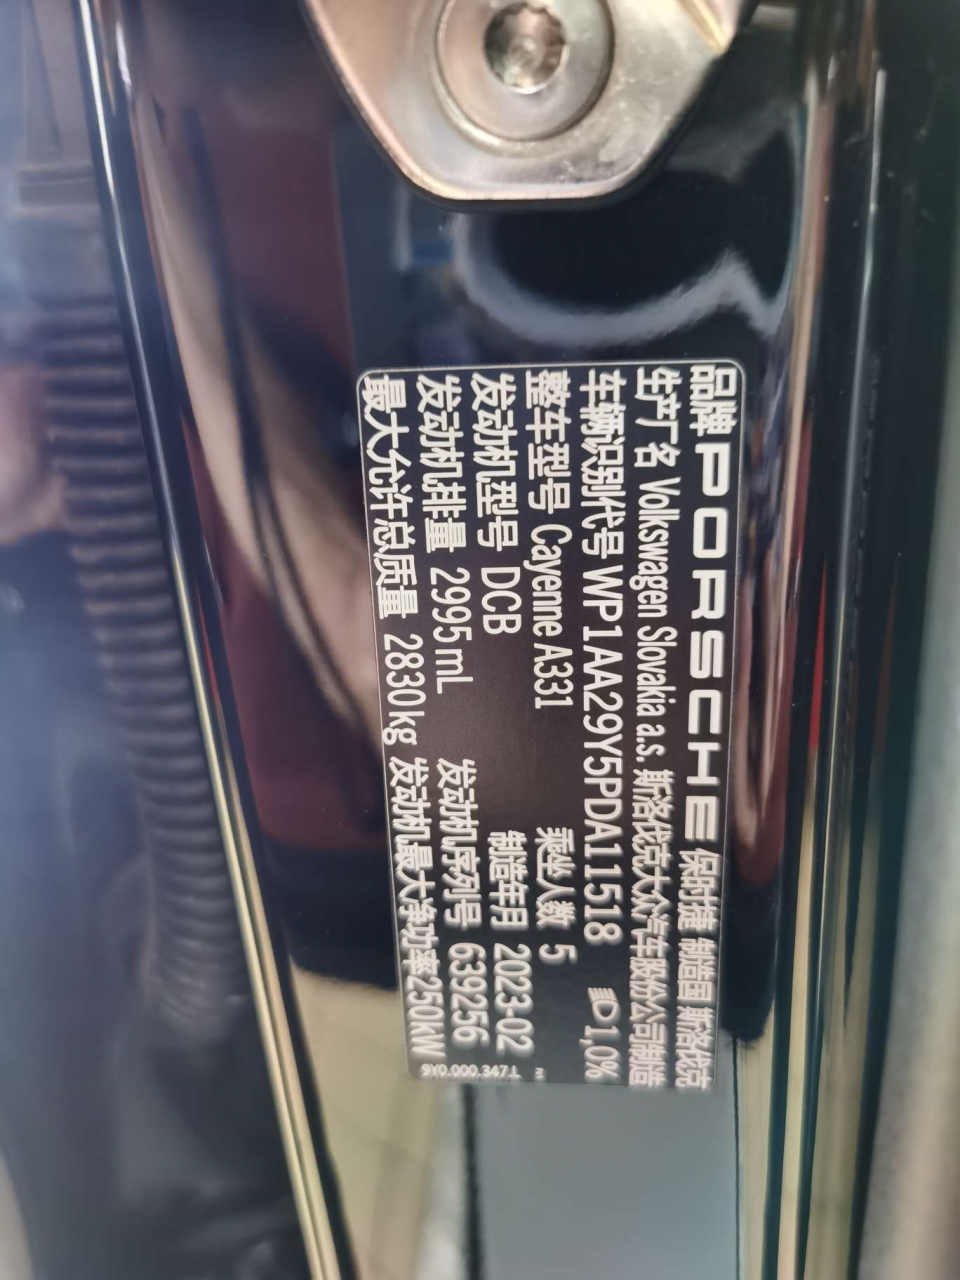 品牌 PORSCHE 保时捷 制造国 斯洛伐克
生产厂名 Volkswagen Slovakia a.s. 斯洛伐克大众汽车股份公司制造
车辆识别代号 WP1AA29Y5PDA11518 1,0%
整车型号 Cayenne A331 乘坐人数 5
发动机型号 DCB 制造年月 2023-02
发动机排量 2995 mL 发动机序列号 639256
最大允许总质量 2830kg 发动机最大净功率250kW
9Y0.000.347.L